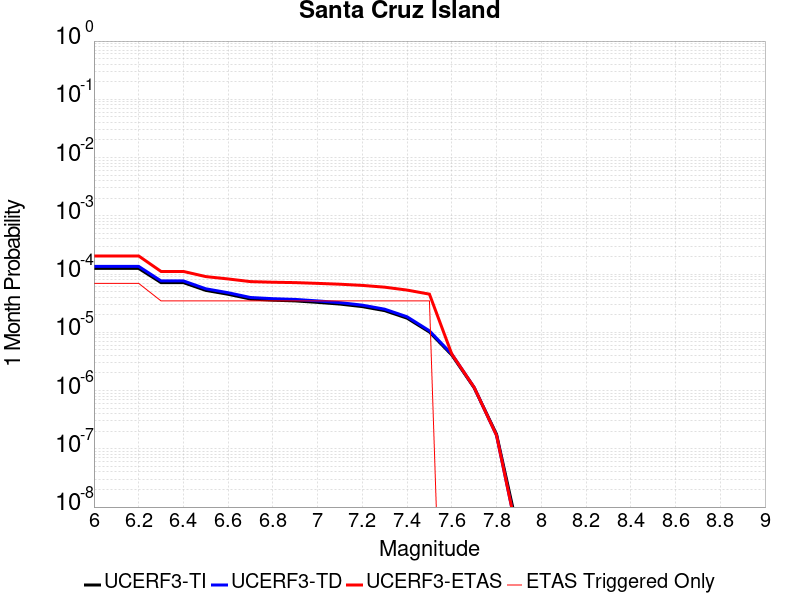 Santa Cruz Island
10^0
10^-1
10^-2
10^-3
10^-4
10^-5
10^-6
10^-7
10^-8
1 Month Probability
6 6.2 6.4 6.6 6.8 7 7.2 7.4 7.6 7.8 8 8.2 8.4 8.6 8.8 9
Magnitude
UCERF3-TI UCERF3-TD UCERF3-ETAS ETAS Triggered Only